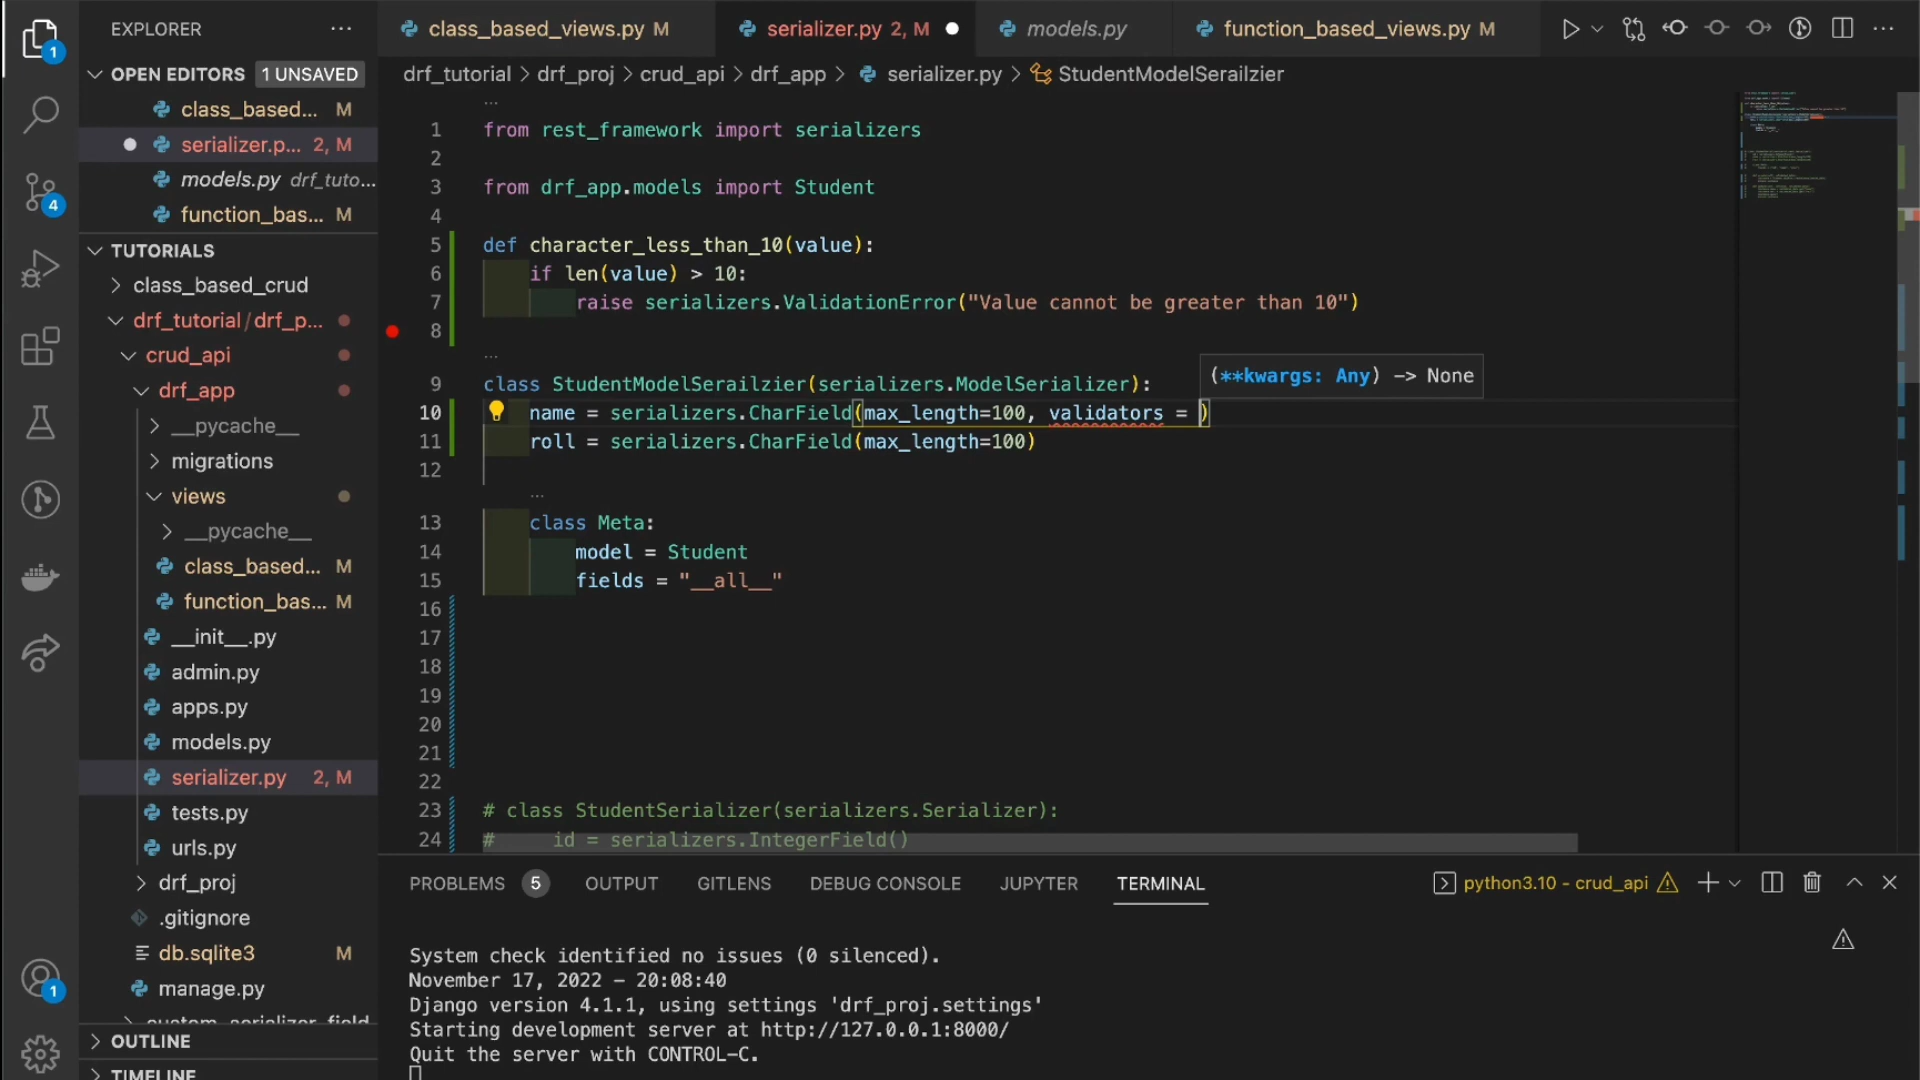 EXPLORER
class_based_views.py M
serializer.py 2, M
models.py
function_based_views.py M
OPEN EDITORS 1 UNSAVED
class_based... M
serializer.p... 2, M
models.py drf_tuto...
function_bas... M
TUTORIALS
class_based_crud
drf_tutorial/drf_p...
crud_api
drf_app
__pycache__
migrations
views
__pycache__
class_based... M
function_bas... M
__init__.py
admin.py
apps.py
models.py
serializer.py 2, M
tests.py
urls.py
drf_proj
.gitignore
db.sqlite3 M
manage.py
custom_serializer_field
OUTLINE
TIMELINE
1
4
1
drf_tutorial > drf_proj > crud_api > drf_app > serializer.py > StudentModelSerailzier
...
1 from rest_framework import serializers
2
3 from drf_app.models import Student
4
5 def character_less_than_10(value):
6 if len(value) > 10:
7 raise serializers.ValidationError("Value cannot be greater than 10")
8
...
(**kwargs: Any) -> None
9 class StudentModelSerailzier(serializers.ModelSerializer):
10 name = serializers.CharField(max_length=100, validators = )
11 roll = serializers.CharField(max_length=100)
12
...
13 class Meta:
14 model = Student
15 fields = "__all__"
16
17
18
19
20
21
22
23 # class StudentSerializer(serializers.Serializer):
24 # id = serializers.IntegerField()
PROBLEMS 5 OUTPUT GITLENS DEBUG CONSOLE JUPYTER TERMINAL
python3.10 - crud_api
System check identified no issues (0 silenced).
November 17, 2022 - 20:08:40
Django version 4.1.1, using settings 'drf_proj.settings'
Starting development server at http://127.0.0.1:8000/
Quit the server with CONTROL-C.